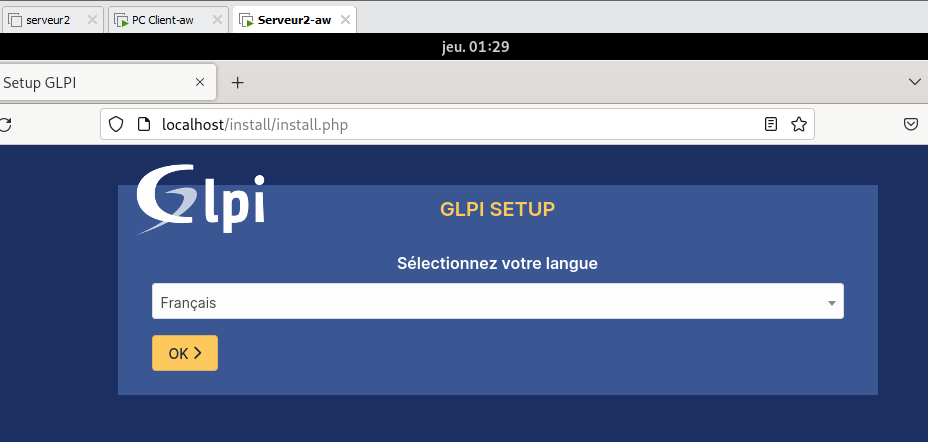 serveur2 PC Client-aw Serveur2-aw
jeu. 01:29
Setup GLPI
localhost/install/install.php
Glpi
GLPI SETUP
Sélectionnez votre langue
Français
OK